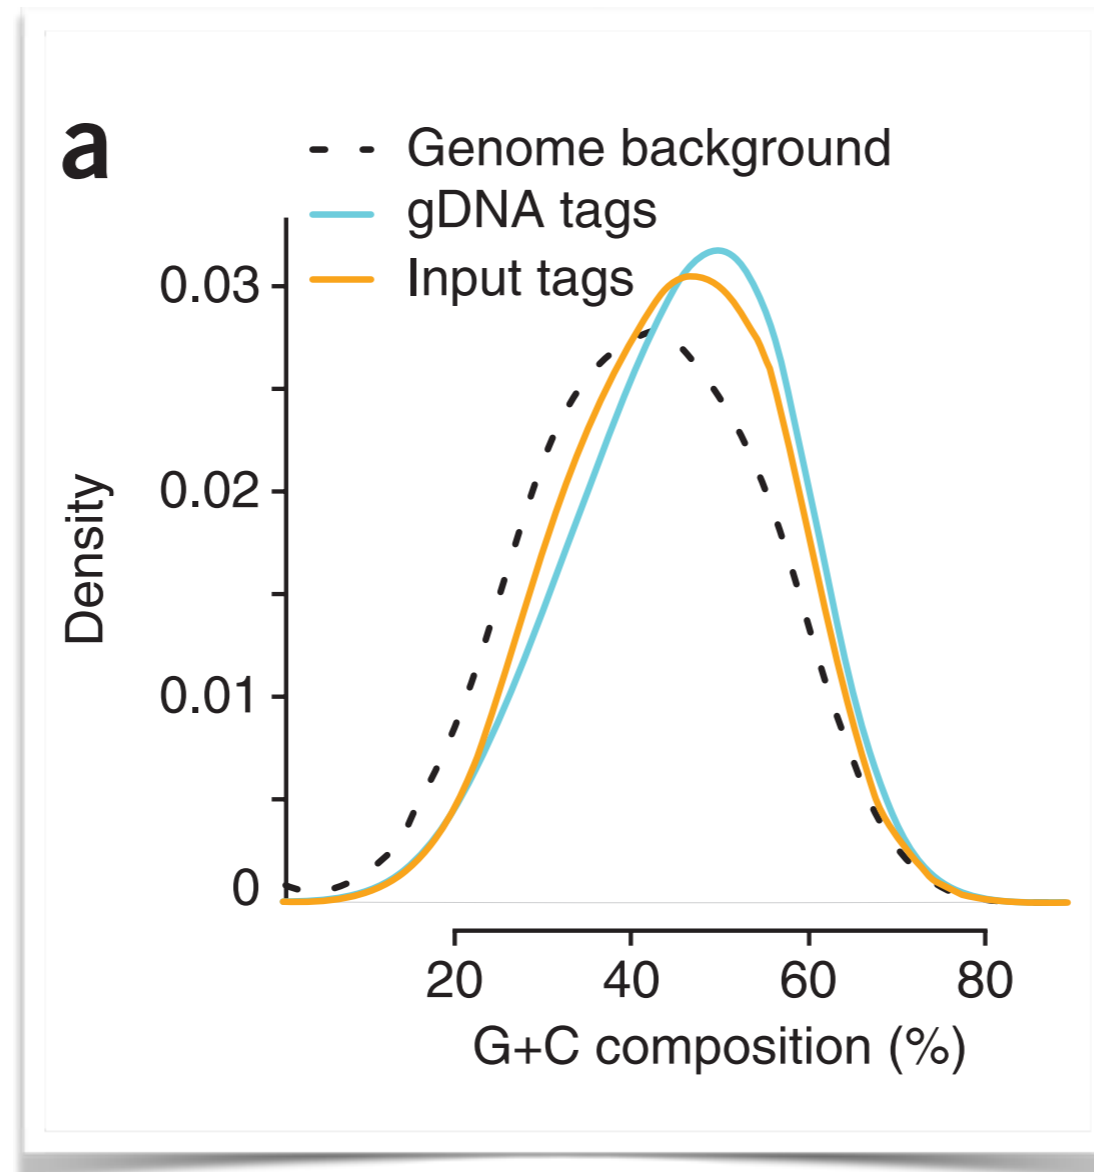 a
Genome background
gDNA tags
Input tags
0.03
0.02
0.01
0
Density
20 40 60 80
G+C composition (%)